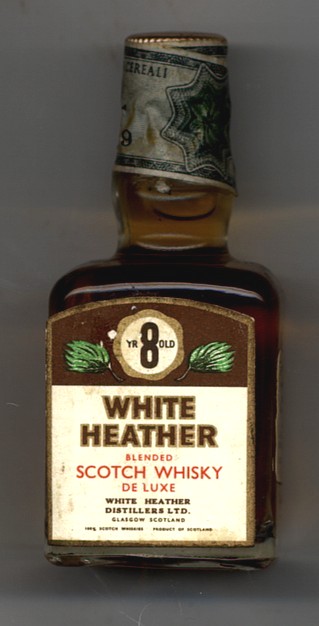 CEREALI
9
YR 8 OLD
WHITE
HEATHER
BLENDED
SCOTCH WHISKY
DE LUXE
WHITE HEATHER
DISTILLERS LTD.
GLASGOW SCOTLAND
100% SCOTCH WHISKIES PRODUCT OF SCOTLAND